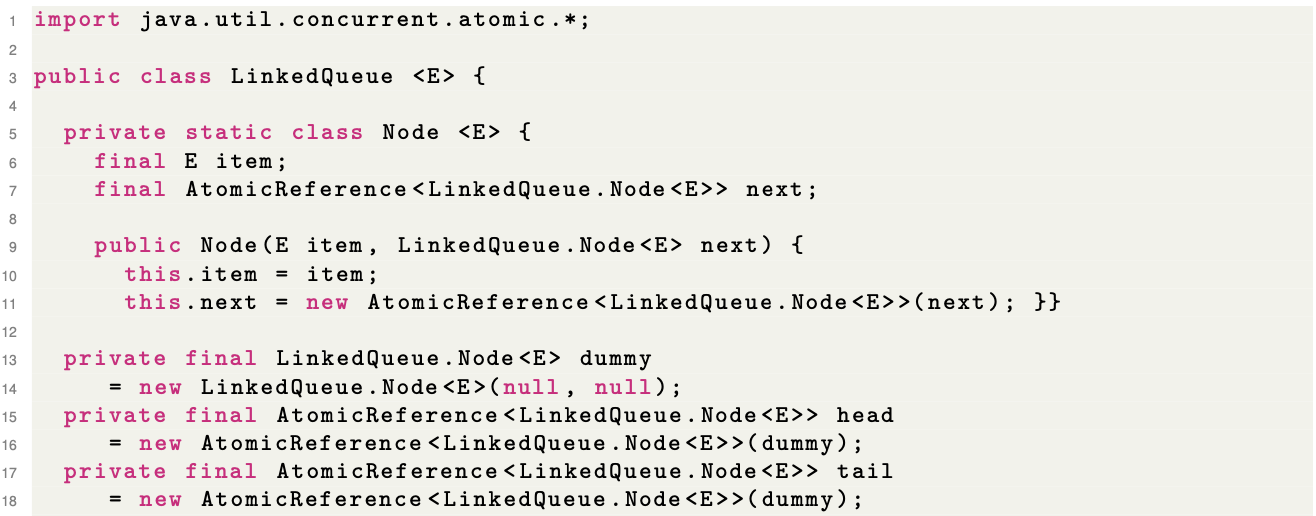 1 import java.util.concurrent.atomic.*;
2
3 public class LinkedQueue <E> {
4
5   private static class Node <E> {
6     final E item;
7     final AtomicReference<LinkedQueue.Node<E>> next;
8
9     public Node(E item, LinkedQueue.Node<E> next) {
10       this.item = item;
11       this.next = new AtomicReference<LinkedQueue.Node<E>>(next); }}
12
13   private final LinkedQueue.Node<E> dummy
14      = new LinkedQueue.Node<E>(null, null);
15   private final AtomicReference<LinkedQueue.Node<E>> head
16      = new AtomicReference<LinkedQueue.Node<E>>(dummy);
17   private final AtomicReference<LinkedQueue.Node<E>> tail
18      = new AtomicReference<LinkedQueue.Node<E>>(dummy);